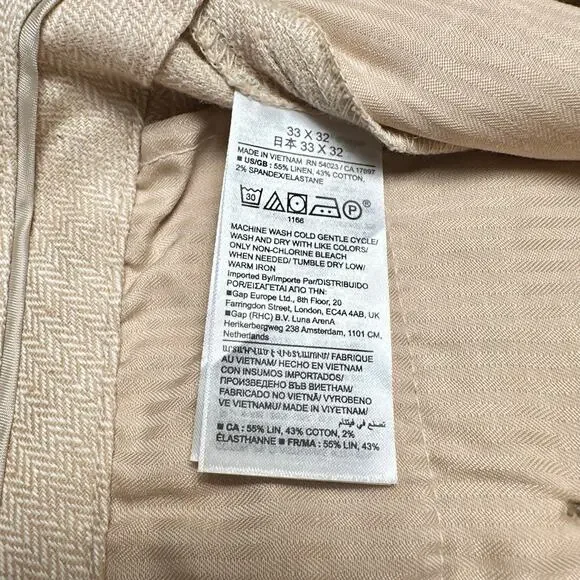 33 X 32
日本 33 X 32
MADE IN VIETNAM RN 54023 / CA 17897
■ US/GB : 55% LINEN, 43% COTTON,
2% SPANDEX/ELASTANE
30 P
1166
MACHINE WASH COLD GENTLE CYCLE/
WASH AND DRY WITH LIKE COLORS/
ONLY NON-CHLORINE BLEACH
WHEN NEEDED/ TUMBLE DRY LOW/
WARM IRON
Imported By/Importe Par/DISTRIBUIDO
POR/ΕΙΣΑΓΕΤΑΙ ΑΠΟ ΤΗΝ:
■Gap Europe Ltd., 8th Floor, 20
Farringdon Street, London, EC4A 4AB, UK
■Gap (RHC) B.V. Luna ArenA
Herikerbergweg 238 Amsterdam, 1101 CM,
Netherlands
ԱՐՏԱԴՐՎԱԾ Է ՎԻԵՏՆԱՄՈՒՄ/ FABRIQUE
AU VIETNAM/ HECHO EN VIETNAM
CON INSUMOS IMPORTADOS/
ПРОИЗВЕДЕНО ВЪВ ВИЕТНАМ/
FABRICADO NO VIETNÃ/ VYROBENO
VE VIETNAMU/ MADE IN VIYETNAM/
تصنع في فيتنام
■ CA : 55% LIN, 43% COTON, 2%
ÉLASTHANNE ■ FR/MA : 55% LIN, 43%